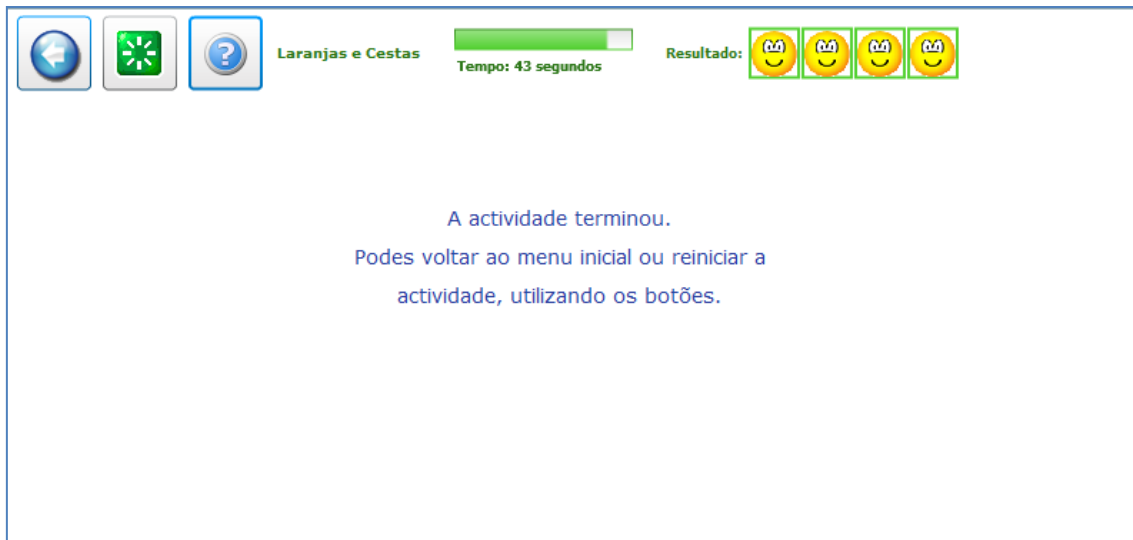 Laranjas e Cestas
Tempo: 43 segundos
Resultado:
A actividade terminou.
Podes voltar ao menu inicial ou reiniciar a
actividade, utilizando os botões.